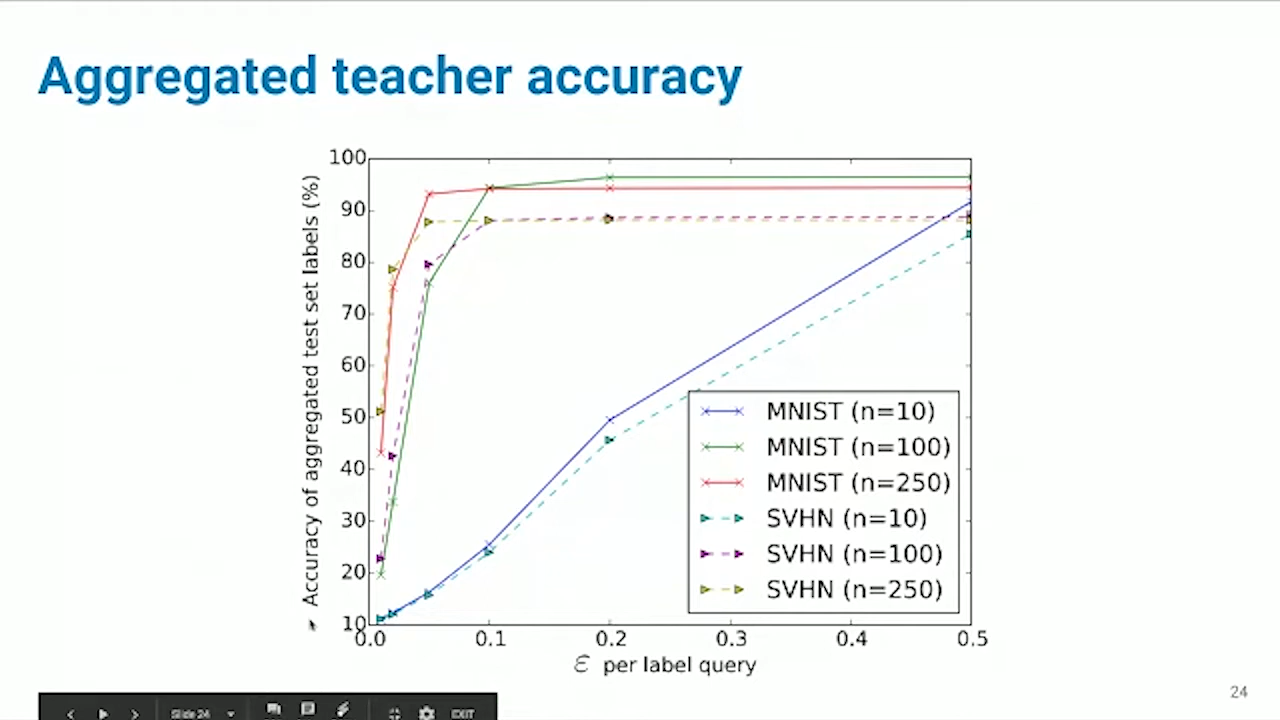 Aggregated teacher accuracy
100
90
80
70
60
50
40
30
20
10
Accuracy of aggregated test set labels (%)
0.0
0.1
0.2
0.3
0.4
0.5
ε per label query
MNIST (n=10)
MNIST (n=100)
MNIST (n=250)
SVHN (n=10)
SVHN (n=100)
SVHN (n=250)
24
Slide 24
EXIT